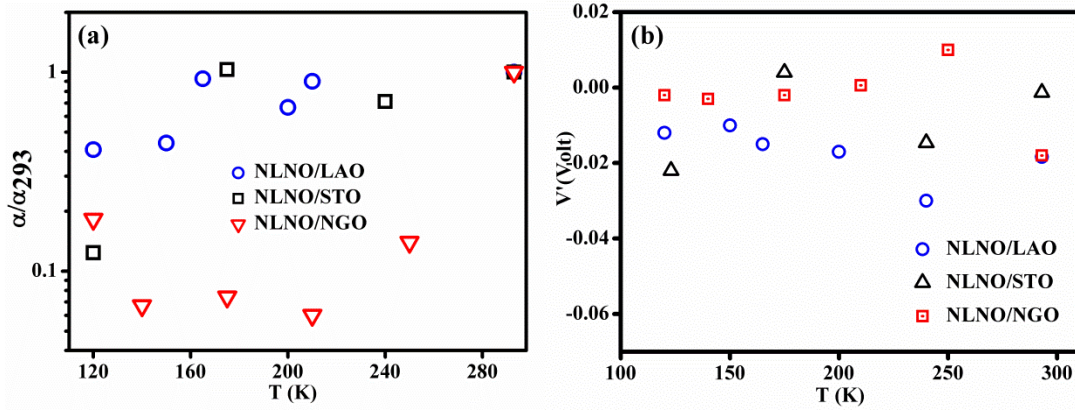 (a)
1
0.1
α/α293
NLNO/LAO
NLNO/STO
NLNO/NGO
120 160 200 240 280
T (K)
(b)
0.02
0.00
-0.02
-0.04
-0.06
V'(Volt)
NLNO/LAO
NLNO/STO
NLNO/NGO
100 150 200 250 300
T (K)